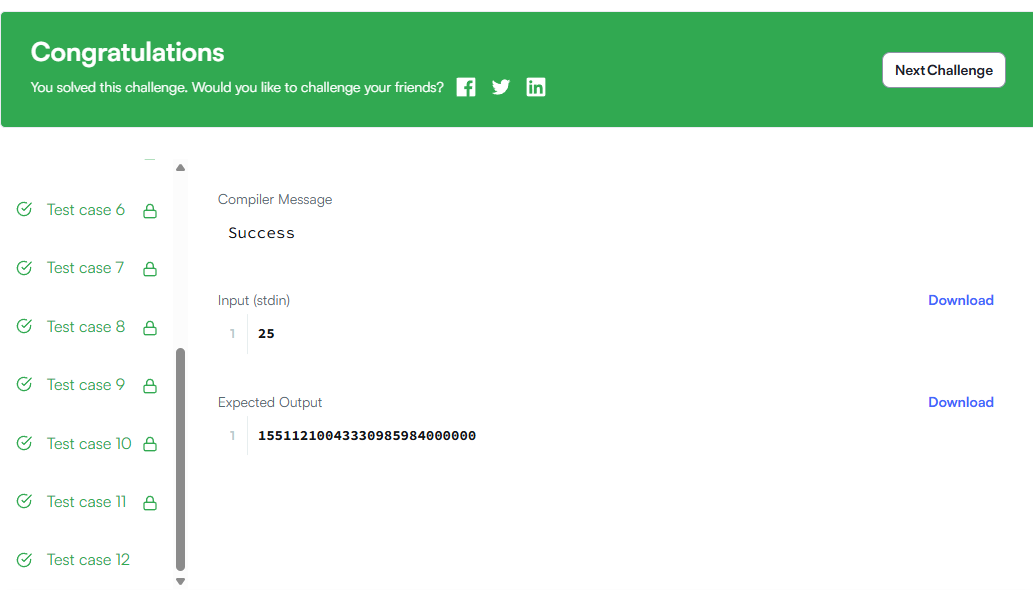 Congratulations
You solved this challenge. Would you like to challenge your friends?
Next Challenge
Test case 6
Test case 7
Test case 8
Test case 9
Test case 10
Test case 11
Test case 12
Compiler Message
Success
Input (stdin)
Download
1 25
Expected Output
Download
1 15511210043330985984000000